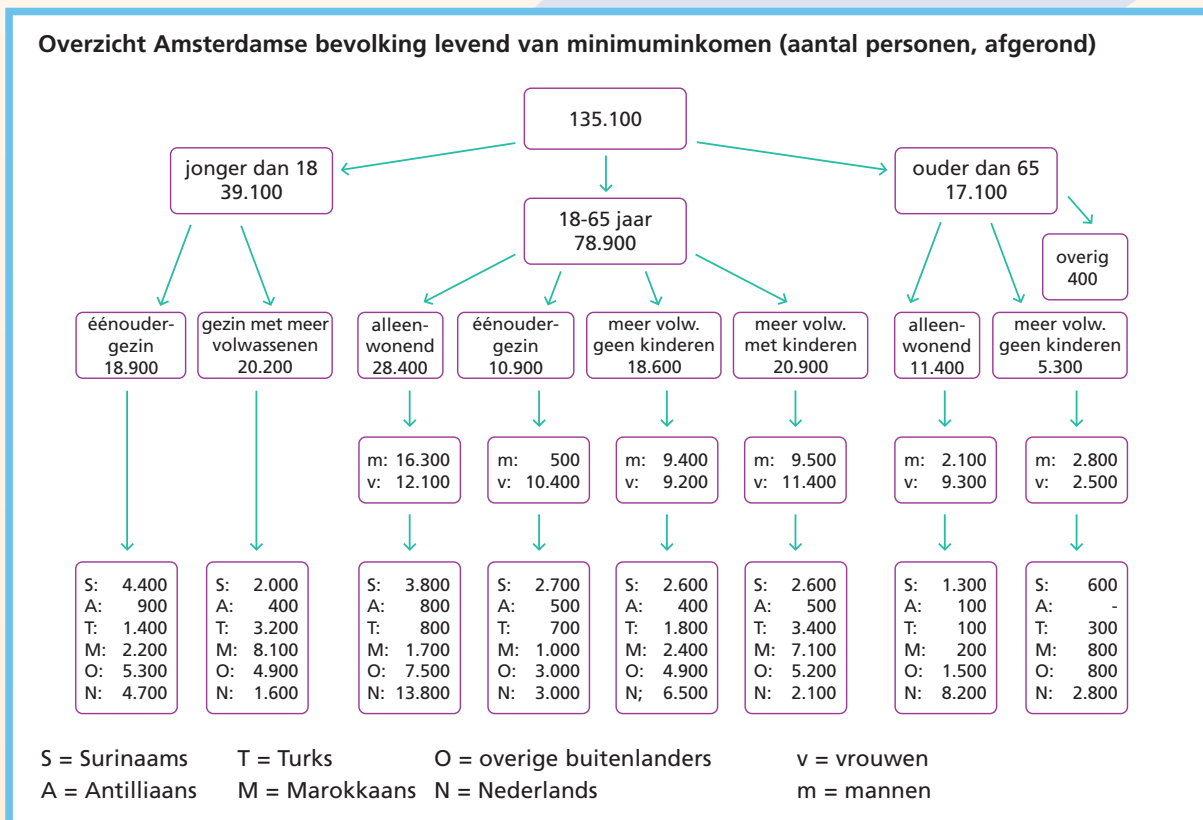 Overzicht Amsterdamse bevolking levend van minimuminkomen (aantal personen, afgerond)
135.100
jonger dan 18
39.100
18-65 jaar
78.900
ouder dan 65
17.100
overig
400
éénouder-
gezin
18.900
gezin met meer
volwassenen
20.200
alleen-
wonend
28.400
éénouder-
gezin
10.900
meer volw.
geen kinderen
18.600
meer volw.
met kinderen
20.900
alleen-
wonend
11.400
meer volw.
geen kinderen
5.300
m: 16.300
v: 12.100
m: 500
v: 10.400
m: 9.400
v: 9.200
m: 9.500
v: 11.400
m: 2.100
v: 9.300
m: 2.800
v: 2.500
S: 4.400
A: 900
T: 1.400
M: 2.200
O: 5.300
N: 4.700
S: 2.000
A: 400
T: 3.200
M: 8.100
O: 4.900
N: 1.600
S: 3.800
A: 800
T: 800
M: 1.700
O: 7.500
N: 13.800
S: 2.700
A: 500
T: 700
M: 1.000
O: 3.000
N: 3.000
S: 2.600
A: 400
T: 1.800
M: 2.400
O: 4.900
N; 6.500
S: 2.600
A: 500
T: 3.400
M: 7.100
O: 5.200
N: 2.100
S: 1.300
A: 100
T: 100
M: 200
O: 1.500
N: 8.200
S: 600
A: -
T: 300
M: 800
O: 800
N: 2.800
S = Surinaams T = Turks O = overige buitenlanders v = vrouwen
A = Antilliaans M = Marokkaans N = Nederlands m = mannen